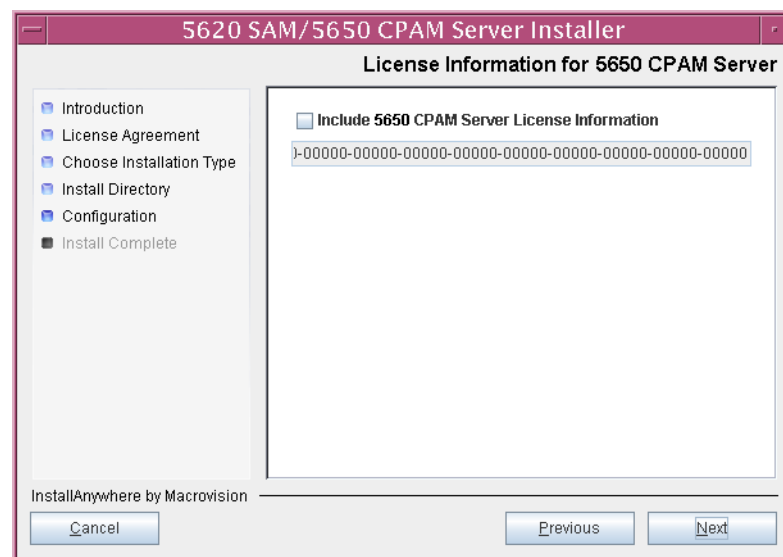 5620 SAM/5650 CPAM Server Installer
License Information for 5650 CPAM Server
Introduction
License Agreement
Choose Installation Type
Install Directory
Configuration
Install Complete
Include 5650 CPAM Server License Information
)-00000-00000-00000-00000-00000-00000-00000-00000
InstallAnywhere by Macrovision
Cancel
Previous
Next